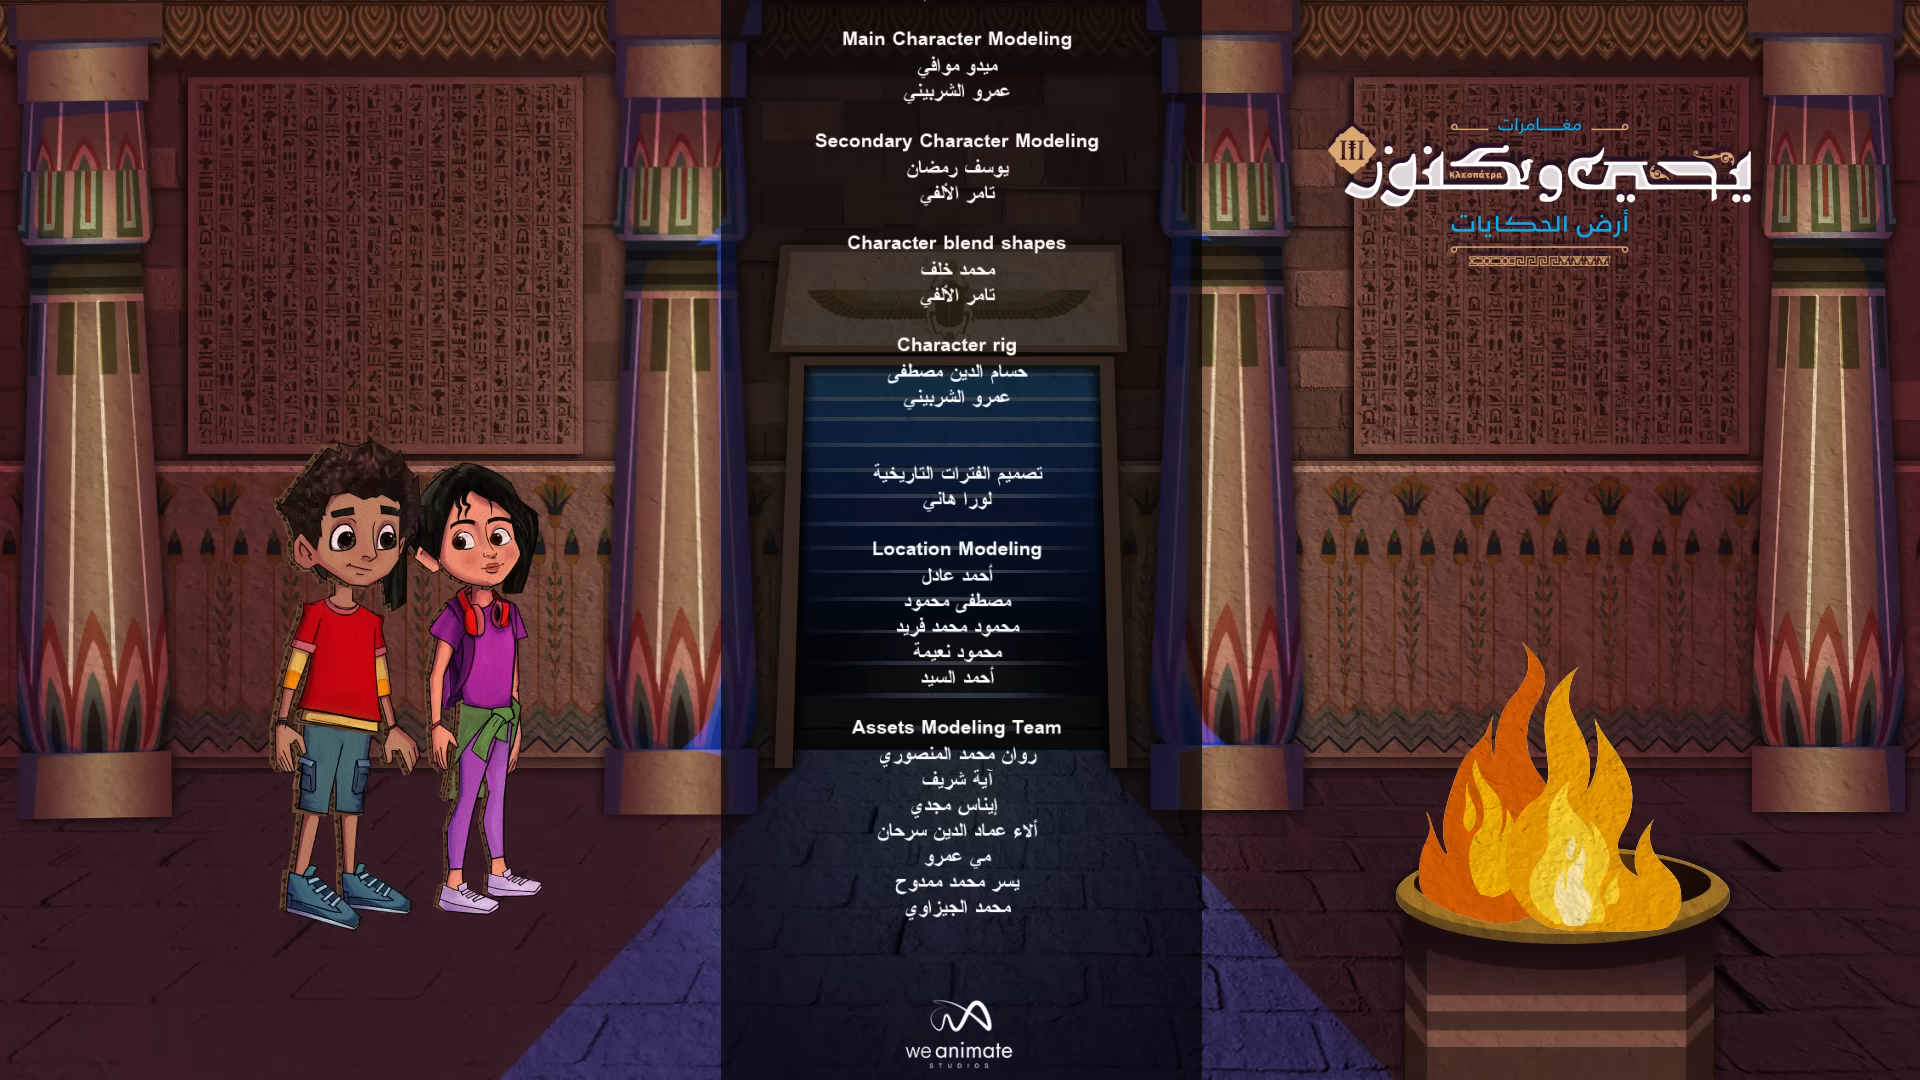 Main Character Modeling
ميدو موافي
عمرو الشربيني
Secondary Character Modeling
يوسف رمضان
تامر الألفي
Character blend shapes
محمد خلف
تامر الألفي
Character rig
حسام الدين مصطفى
عمرو الشربيني
تصميم الفترات التاريخية
لورا هاني
Location Modeling
أحمد عادل
مصطفى محمود
محمود محمد فريد
محمود نعيمة
أحمد السيد
Assets Modeling Team
روان محمد المنصوري
آية شريف
إيناس مجدي
ألاء عماد الدين سرحان
مي عمرو
يسر محمد ممدوح
محمد الجيزاوي
we animate
STUDIOS
مغامرات
يحيى وكنوز
III
Κλεοπάτρα
أرض الحكايات